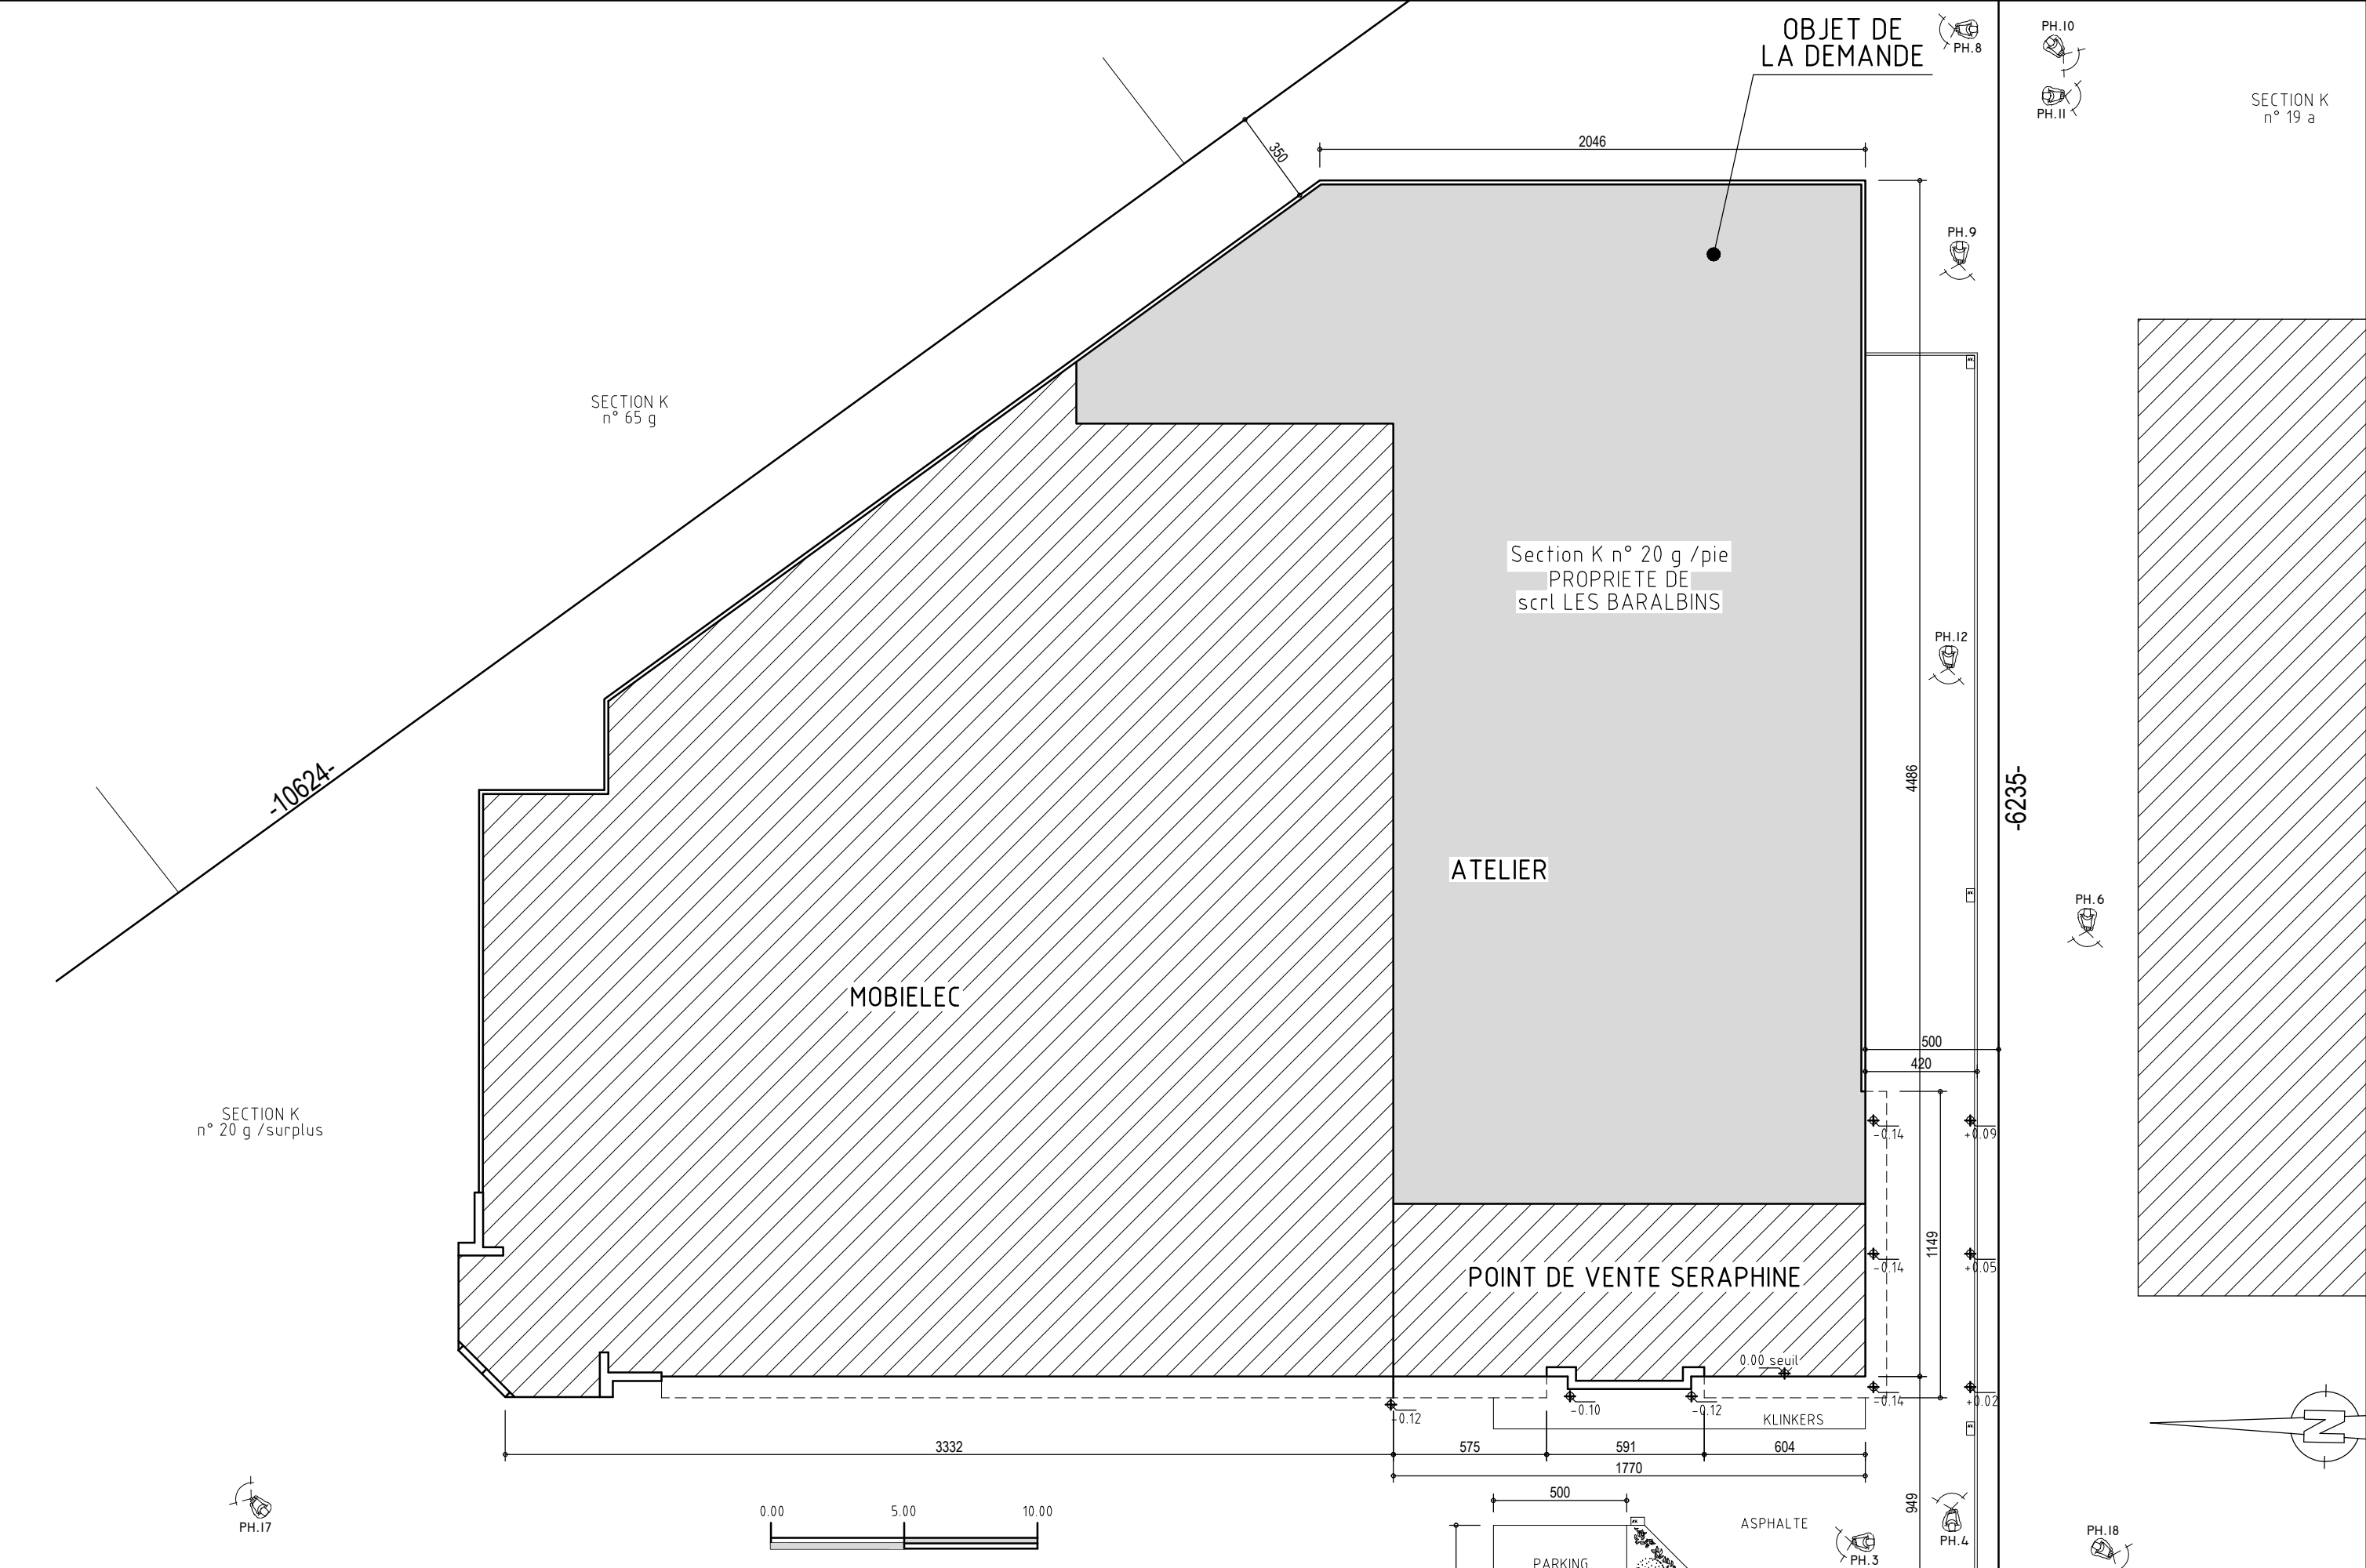 OBJET DE
LA DEMANDE
PH.8
PH.10
PH.11
SECTION K
n° 19 a
350
2046
PH.9
SECTION K
n° 65 g
Section K n° 20 g /pie
PROPRIETE DE
scrl LES BARALBINS
PH.12
-10624-
4486
-6235-
ATELIER
PH.6
MOBIELEC
500
420
SECTION K
n° 20 g /surplus
-0.14
+0.09
1149
-0.14
+0.05
POINT DE VENTE SERAPHINE
0.00 seuil
-0.14
+0.02
-0.12
-0.10
-0.12
KLINKERS
N
3332
575
591
604
1770
500
949
0.00
5.00
10.00
PH.17
ASPHALTE
PH.3
PH.4
PH.18
PARKING